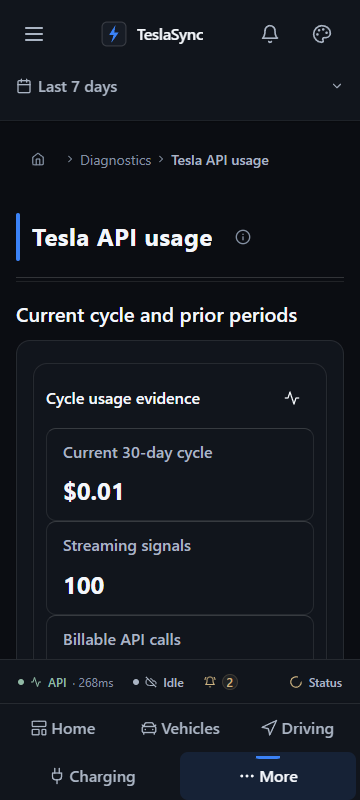 TeslaSync
Last 7 days
Diagnostics Tesla API usage
Tesla API usage
Current cycle and prior periods
Cycle usage evidence
Current 30-day cycle
$0.01
Streaming signals
100
Billable API calls
API · 268ms Idle 2 Status
Home Vehicles Driving
Charging More